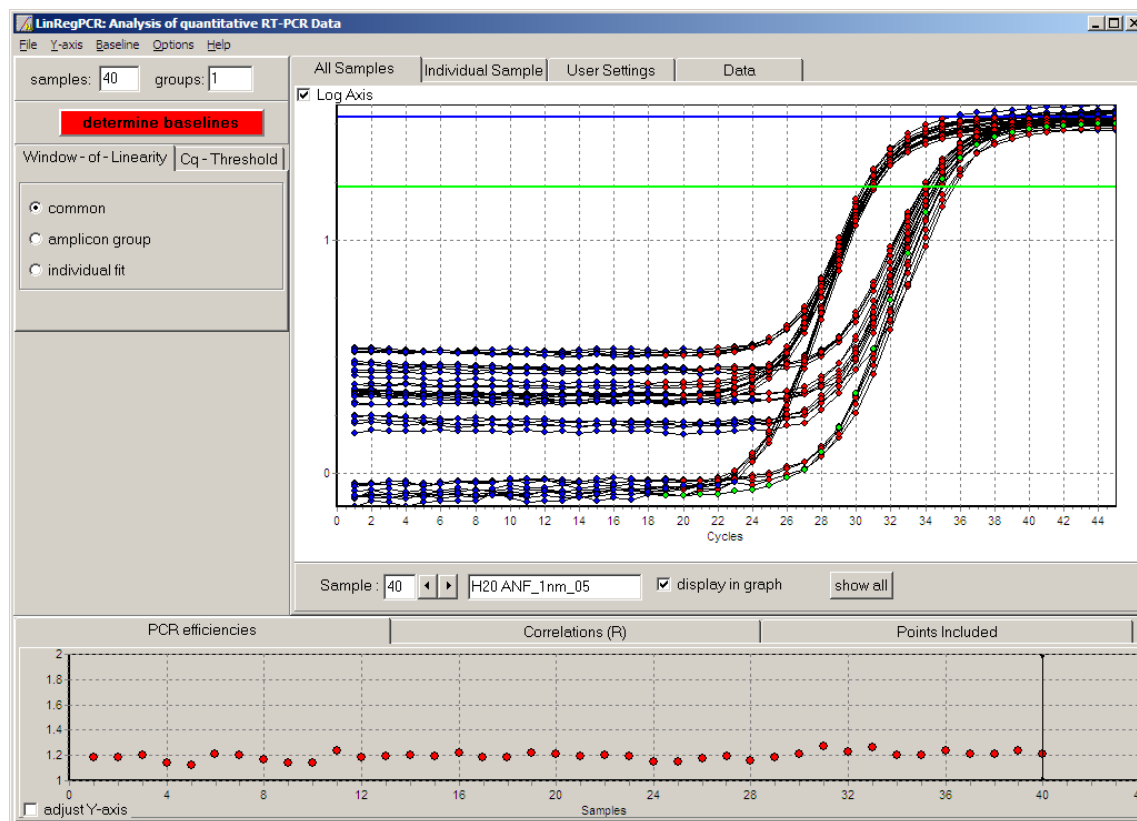 LinRegPCR: Analysis of quantitative RT-PCR Data
File Y-axis Baseline Options Help
samples: 40 groups: 1
determine baselines
Window - of - Linearity Cq - Threshold
common
amplicon group
individual fit
All Samples Individual Sample User Settings Data
Log Axis
1
0
0 2 4 6 8 10 12 14 16 18 20 22 24 26 28 30 32 34 36 38 40 42 44
Cycles
Sample : 40 H20 ANF_1nm_05 display in graph show all
PCR efficiencies Correlations (R) Points Included
2
1.8
1.6
1.4
1.2
1
0 4 8 12 16 20 24 28 32 36 40
adjust Y-axis Samples